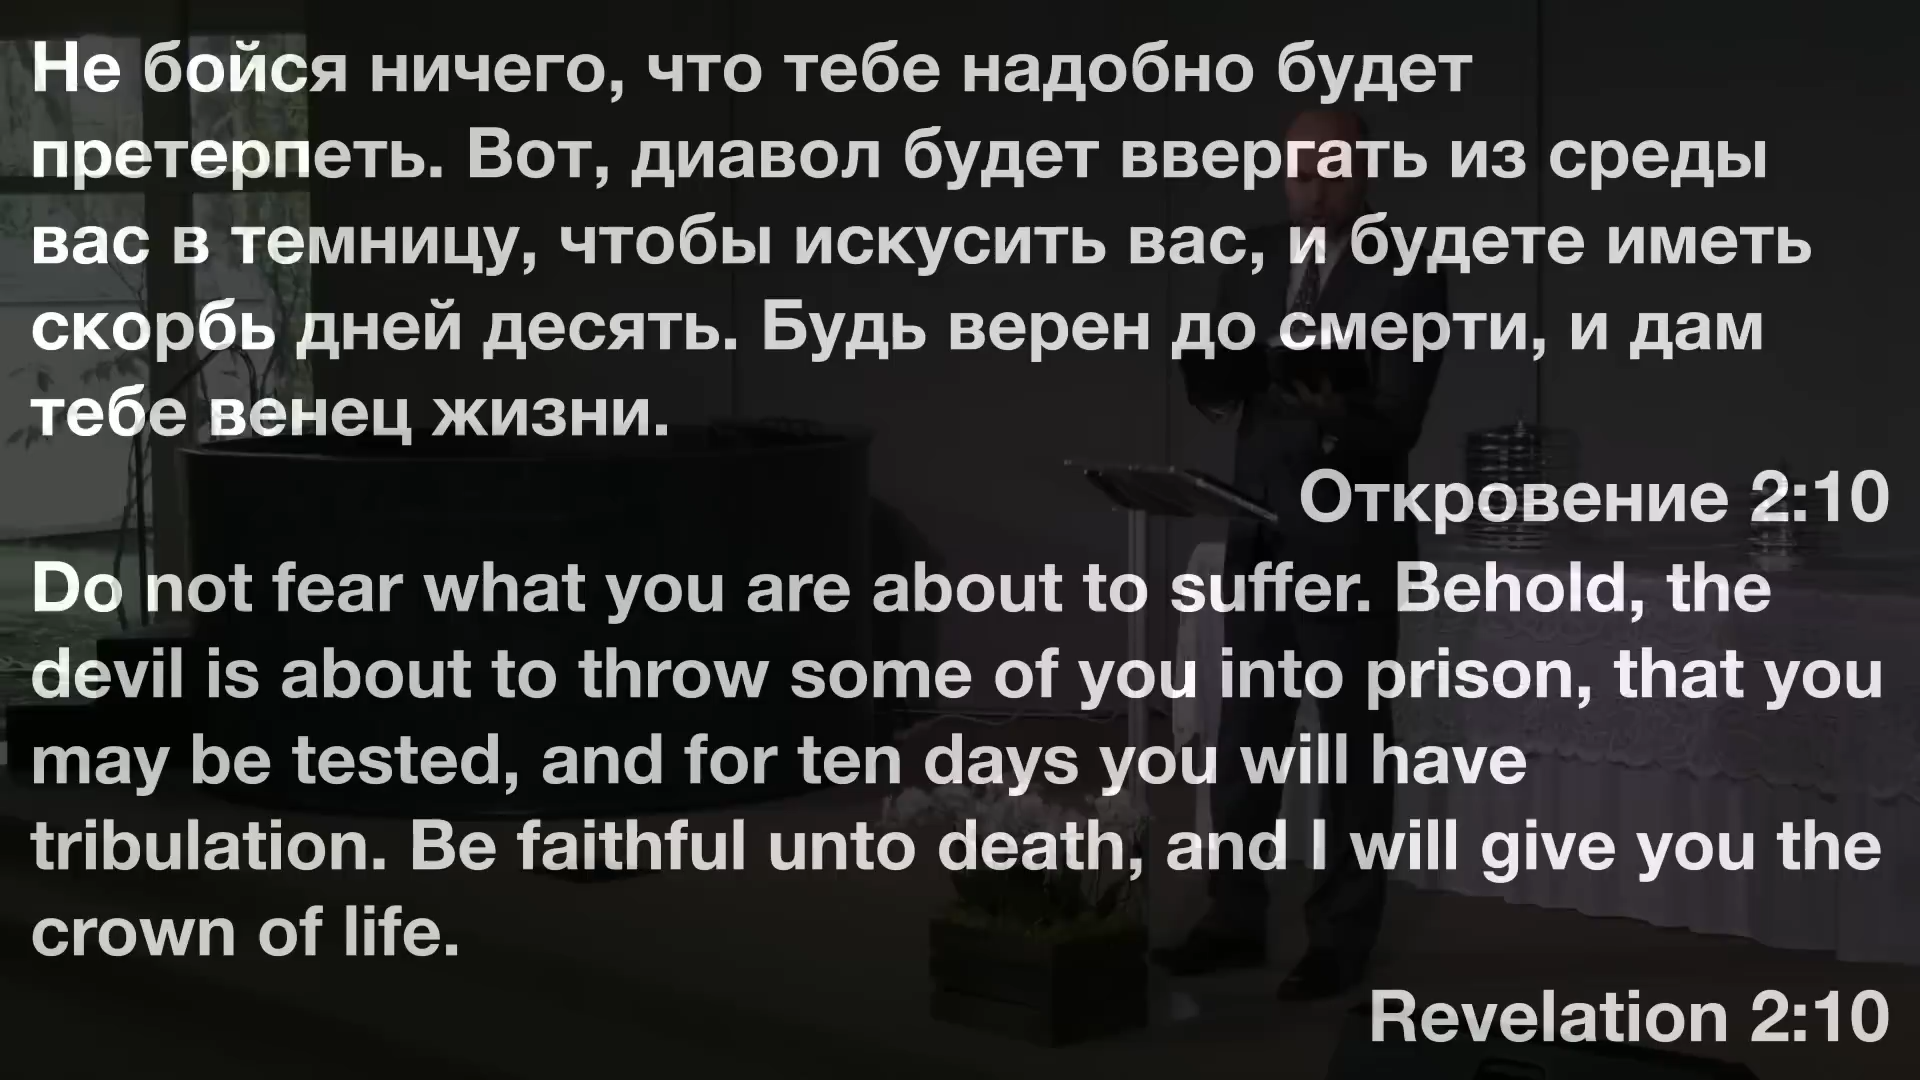 Не бойся ничего, что тебе надобно будет
претерпеть. Вот, диавол будет ввергать из среды
вас в темницу, чтобы искусить вас, и будете иметь
скорбь дней десять. Будь верен до смерти, и дам
тебе венец жизни.
Откровение 2:10
Do not fear what you are about to suffer. Behold, the
devil is about to throw some of you into prison, that you
may be tested, and for ten days you will have
tribulation. Be faithful unto death, and I will give you the
crown of life.
Revelation 2:10